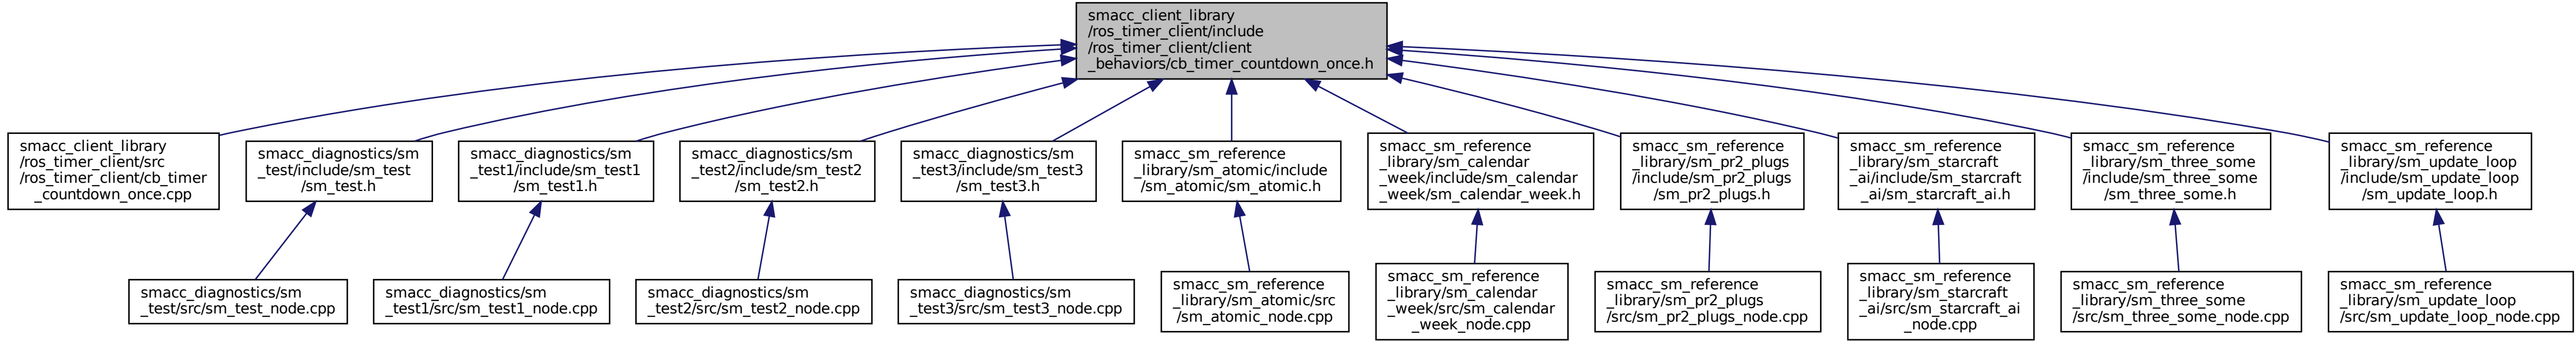 smacc_client_library
/ros_timer_client/include
/ros_timer_client/client
_behaviors/cb_timer_countdown_once.h
smacc_client_library
/ros_timer_client/src
/ros_timer_client/cb_timer
_countdown_once.cpp
smacc_diagnostics/sm
_test/include/sm_test
/sm_test.h
smacc_diagnostics/sm
_test1/include/sm_test1
/sm_test1.h
smacc_diagnostics/sm
_test2/include/sm_test2
/sm_test2.h
smacc_diagnostics/sm
_test3/include/sm_test3
/sm_test3.h
smacc_sm_reference
_library/sm_atomic/include
/sm_atomic/sm_atomic.h
smacc_sm_reference
_library/sm_calendar
_week/include/sm_calendar
_week/sm_calendar_week.h
smacc_sm_reference
_library/sm_pr2_plugs
/include/sm_pr2_plugs
/sm_pr2_plugs.h
smacc_sm_reference
_library/sm_starcraft
_ai/include/sm_starcraft
_ai/sm_starcraft_ai.h
smacc_sm_reference
_library/sm_three_some
/include/sm_three_some
/sm_three_some.h
smacc_sm_reference
_library/sm_update_loop
/include/sm_update_loop
/sm_update_loop.h
smacc_diagnostics/sm
_test/src/sm_test_node.cpp
smacc_diagnostics/sm
_test1/src/sm_test1_node.cpp
smacc_diagnostics/sm
_test2/src/sm_test2_node.cpp
smacc_diagnostics/sm
_test3/src/sm_test3_node.cpp
smacc_sm_reference
_library/sm_atomic/src
/sm_atomic_node.cpp
smacc_sm_reference
_library/sm_calendar
_week/src/sm_calendar
_week_node.cpp
smacc_sm_reference
_library/sm_pr2_plugs
/src/sm_pr2_plugs_node.cpp
smacc_sm_reference
_library/sm_starcraft
_ai/src/sm_starcraft_ai
_node.cpp
smacc_sm_reference
_library/sm_three_some
/src/sm_three_some_node.cpp
smacc_sm_reference
_library/sm_update_loop
/src/sm_update_loop_node.cpp